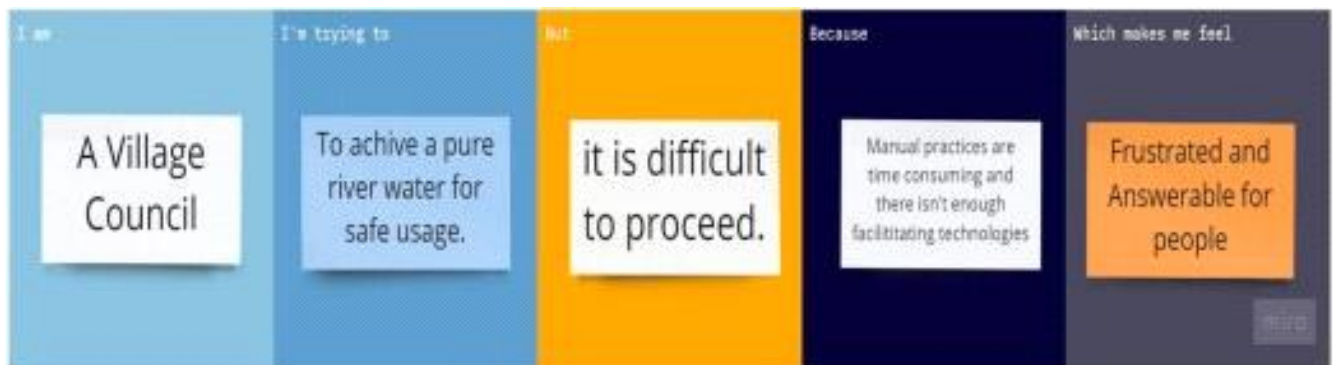 I am
A Village
Council
I'm trying to
To achive a pure
river water for
safe usage.
But
it is difficult
to proceed.
Because
Manual practices are
time consuming and
there isn't enough
facilititating technologies
Which makes me feel
Frustrated and
Answerable for
people
miro